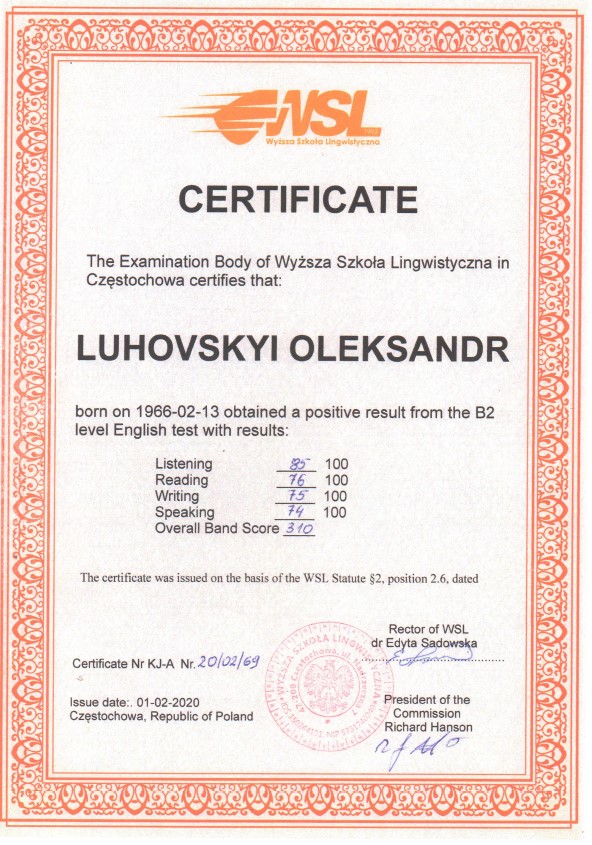 WSL
1993
Wyższa Szkoła Lingwistyczna
CERTIFICATE
The Examination Body of Wyższa Szkoła Lingwistyczna in
Częstochowa certifies that:
LUHOVSKYI OLEKSANDR
born on 1966-02-13 obtained a positive result from the B2
level English test with results:
Listening 85 100
Reading 76 100
Writing 75 100
Speaking 74 100
Overall Band Score 310
The certificate was issued on the basis of the WSL Statute §2, position 2.6, dated
Rector of WSL
dr Edyta Sadowska
WYŻSZA SZKOŁA LINGWISTYCZNA
Certificate Nr KJ-A Nr. 20/02/69
Issue date:. 01-02-2020
Częstochowa, Republic of Poland
President of the
Commission
Richard Hanson